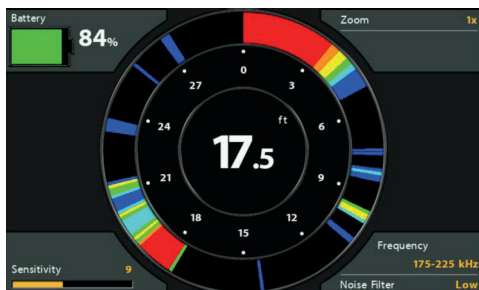 Battery
84%
Zoom 1x
0
3
6
9
12
15
18
21
24
27
ft
17.5
Sensitivity 9
Frequency
175-225 kHz
Noise Filter Low